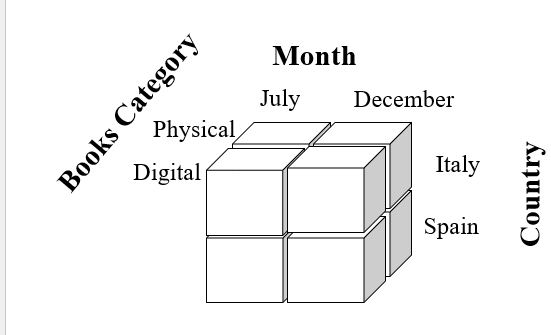 Month
Books Category
July
December
Physical
Digital
Italy
Spain
Country